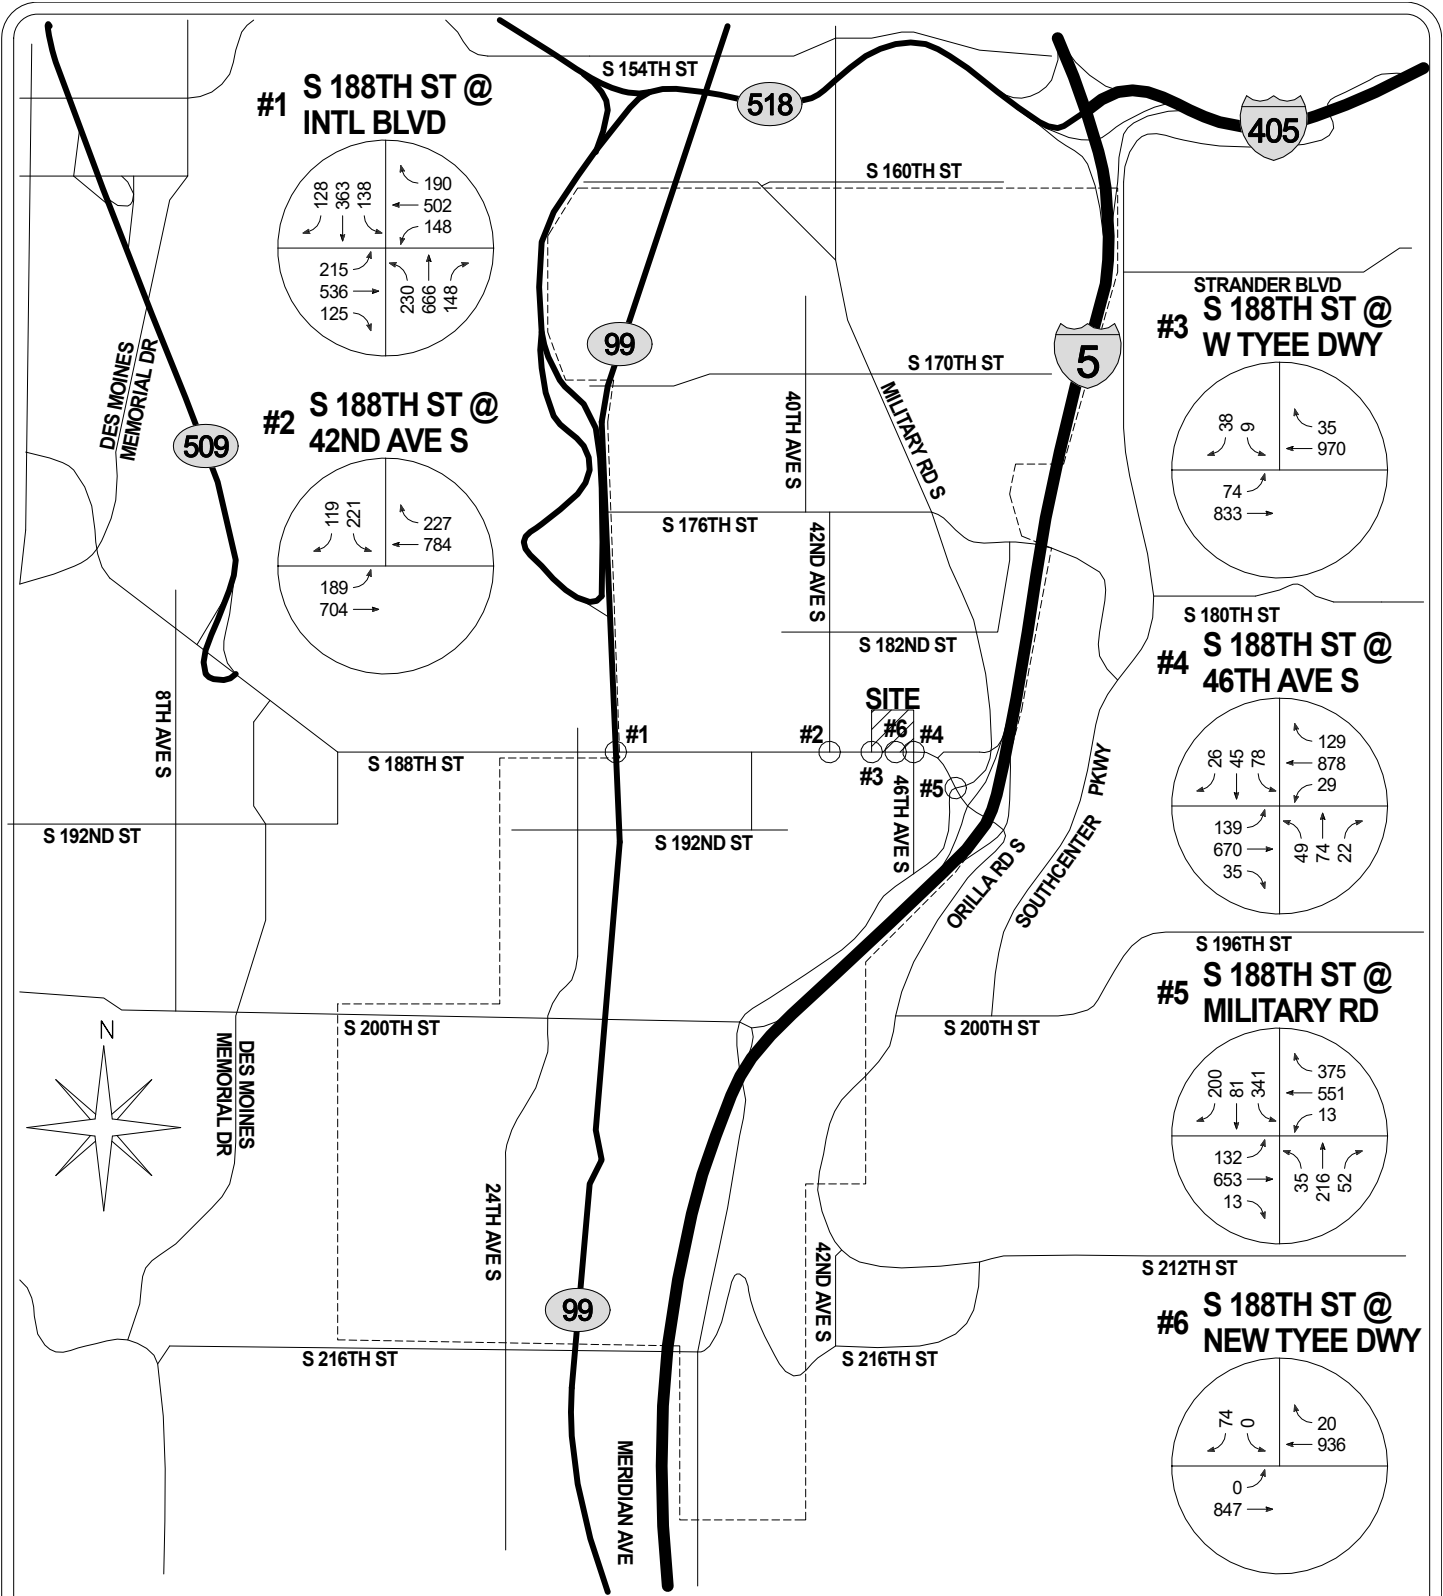 #1 S 188TH ST @
INTL BLVD
128 363 138
190
502
148
215
536
125
230 666 148
#2 S 188TH ST @
42ND AVE S
119 221
227
784
189
704
#3 S 188TH ST @
W TYEE DWY
38 9
35
970
74
833
#4 S 188TH ST @
46TH AVE S
26 45 78
129
878
29
139
670
35
49 74 22
#5 S 188TH ST @
MILITARY RD
200 81 341
375
551
13
132
653
13
35 216 52
#6 S 188TH ST @
NEW TYEE DWY
74 0
20
936
0
847
S 154TH ST
518
405
S 160TH ST
STRANDER BLVD
99
5
S 170TH ST
DES MOINES
MEMORIAL DR
509
40TH AVE S
MILITARY RD S
S 176TH ST
42ND AVE S
S 180TH ST
S 182ND ST
8TH AVE S
SITE
#1
#2
#3
#6
#4
#5
S 188TH ST
46TH AVE S
SOUTHCENTER PKWY
S 192ND ST
S 192ND ST
ORILLA RD S
S 196TH ST
S 200TH ST
S 200TH ST
N
DES MOINES
MEMORIAL DR
24TH AVE S
42ND AVE S
S 212TH ST
99
S 216TH ST
S 216TH ST
MERIDIAN AVE